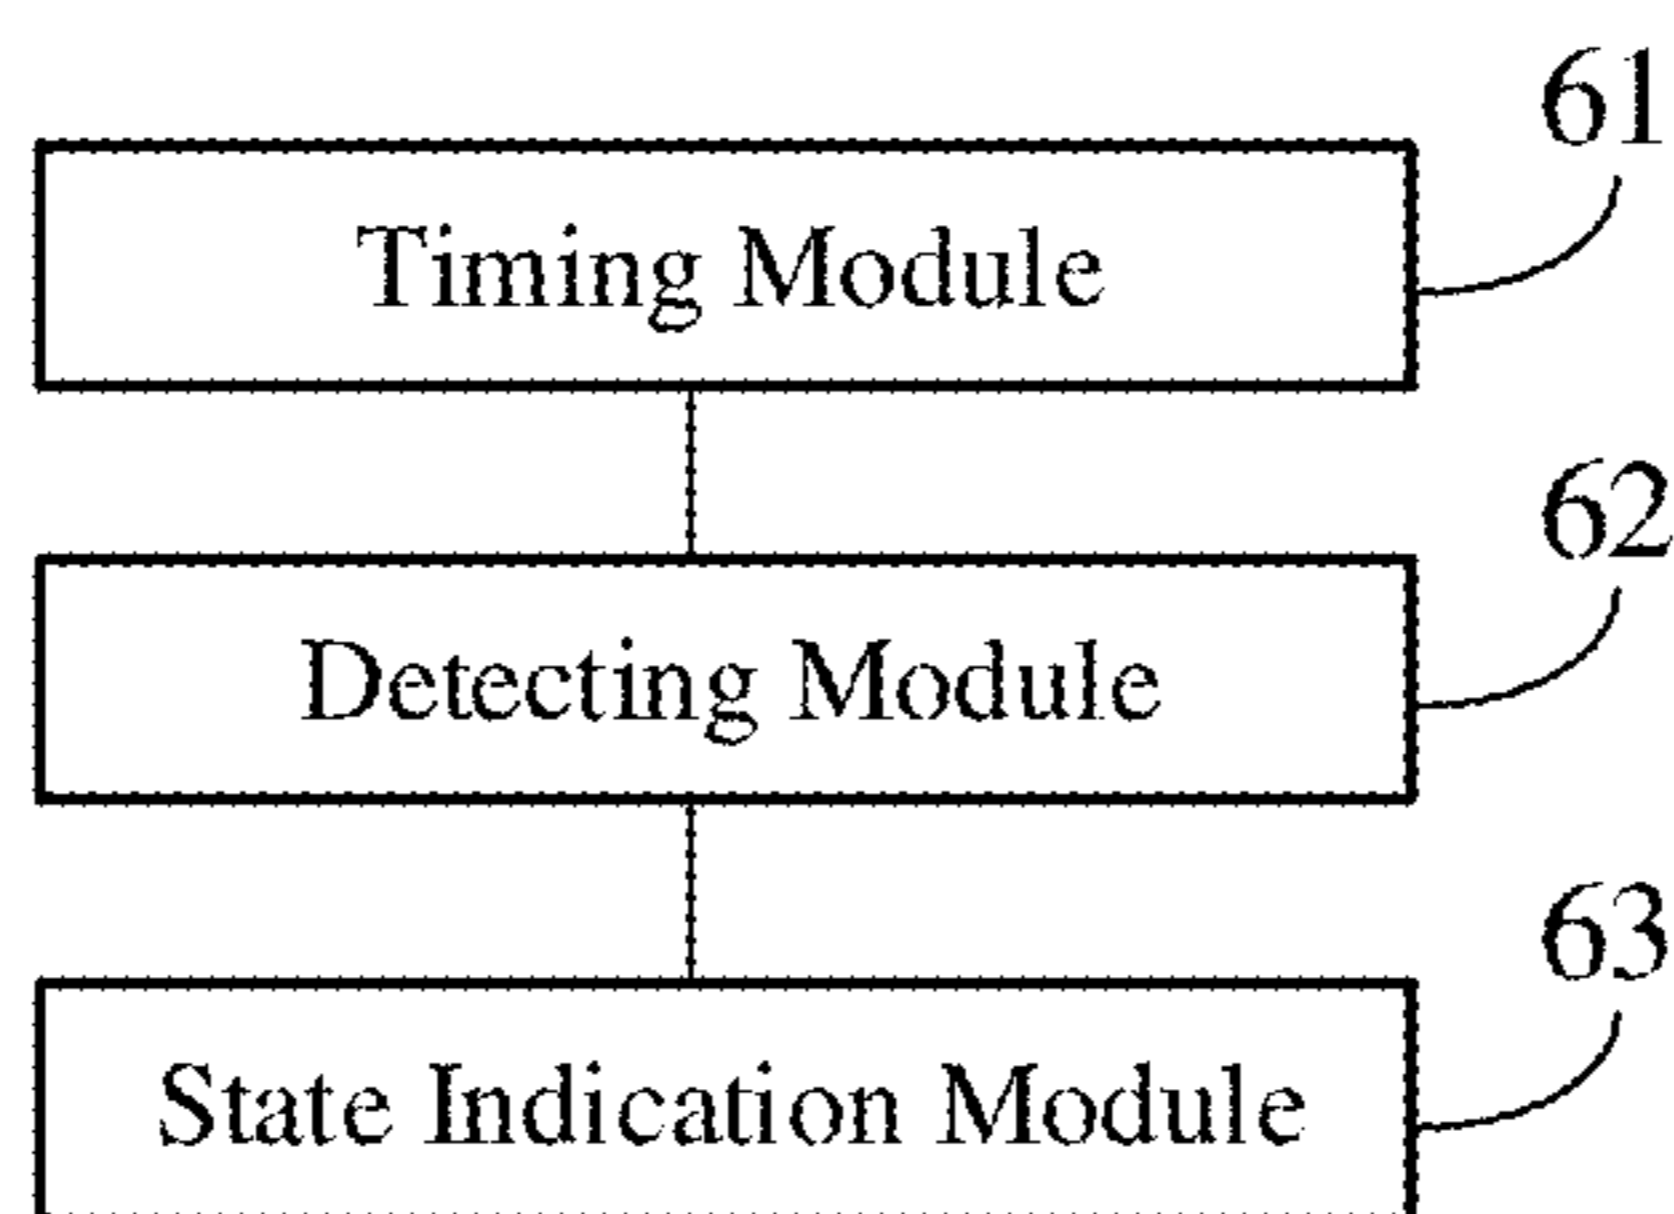 61
Timing Module
62
Detecting Module
63
State Indication Module